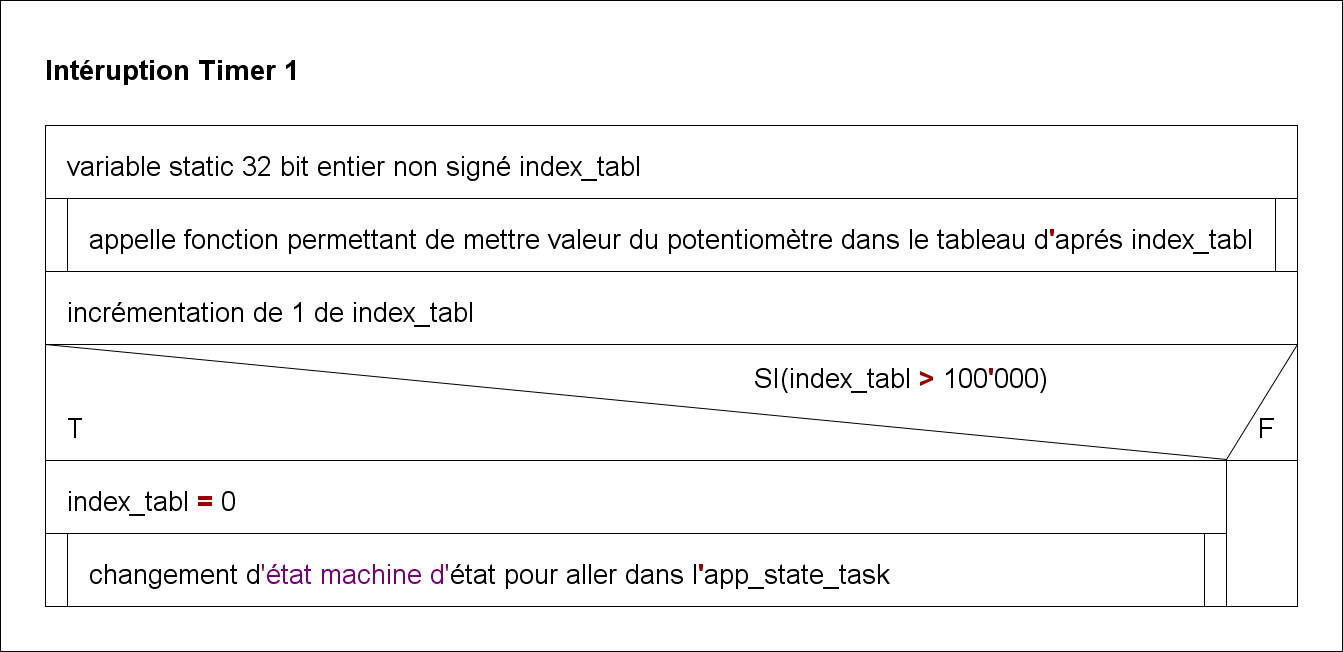 Intéruption Timer 1
variable static 32 bit entier non signé index_tabl
appelle fonction permettant de mettre valeur du potentiomètre dans le tableau d'aprés index_tabl
incrémentation de 1 de index_tabl
SI(index_tabl > 100'000)
T
F
index_tabl = 0
changement d'état machine d'état pour aller dans l'app_state_task